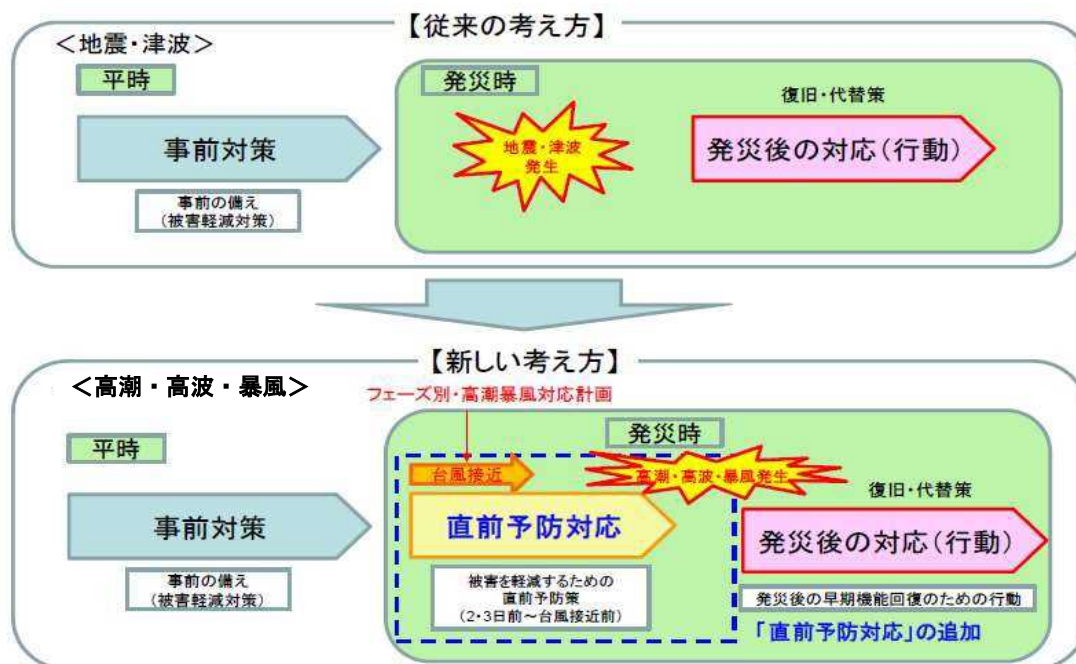 【従来の考え方】
＜地震・津波＞
平時
発災時
事前対策
地震・津波
発生
復旧・代替策
発災後の対応(行動)
事前の備え
(被害軽減対策)
【新しい考え方】
＜高潮・高波・暴風＞
フェーズ別・高潮暴風対応計画
平時
発災時
台風接近
高潮・高波・暴風発生
復旧・代替策
事前対策
直前予防対応
発災後の対応(行動)
事前の備え
(被害軽減対策)
被害を軽減するための
直前予防策
(2・3日前～台風接近前)
発災後の早期機能回復のための行動
「直前予防対応」の追加